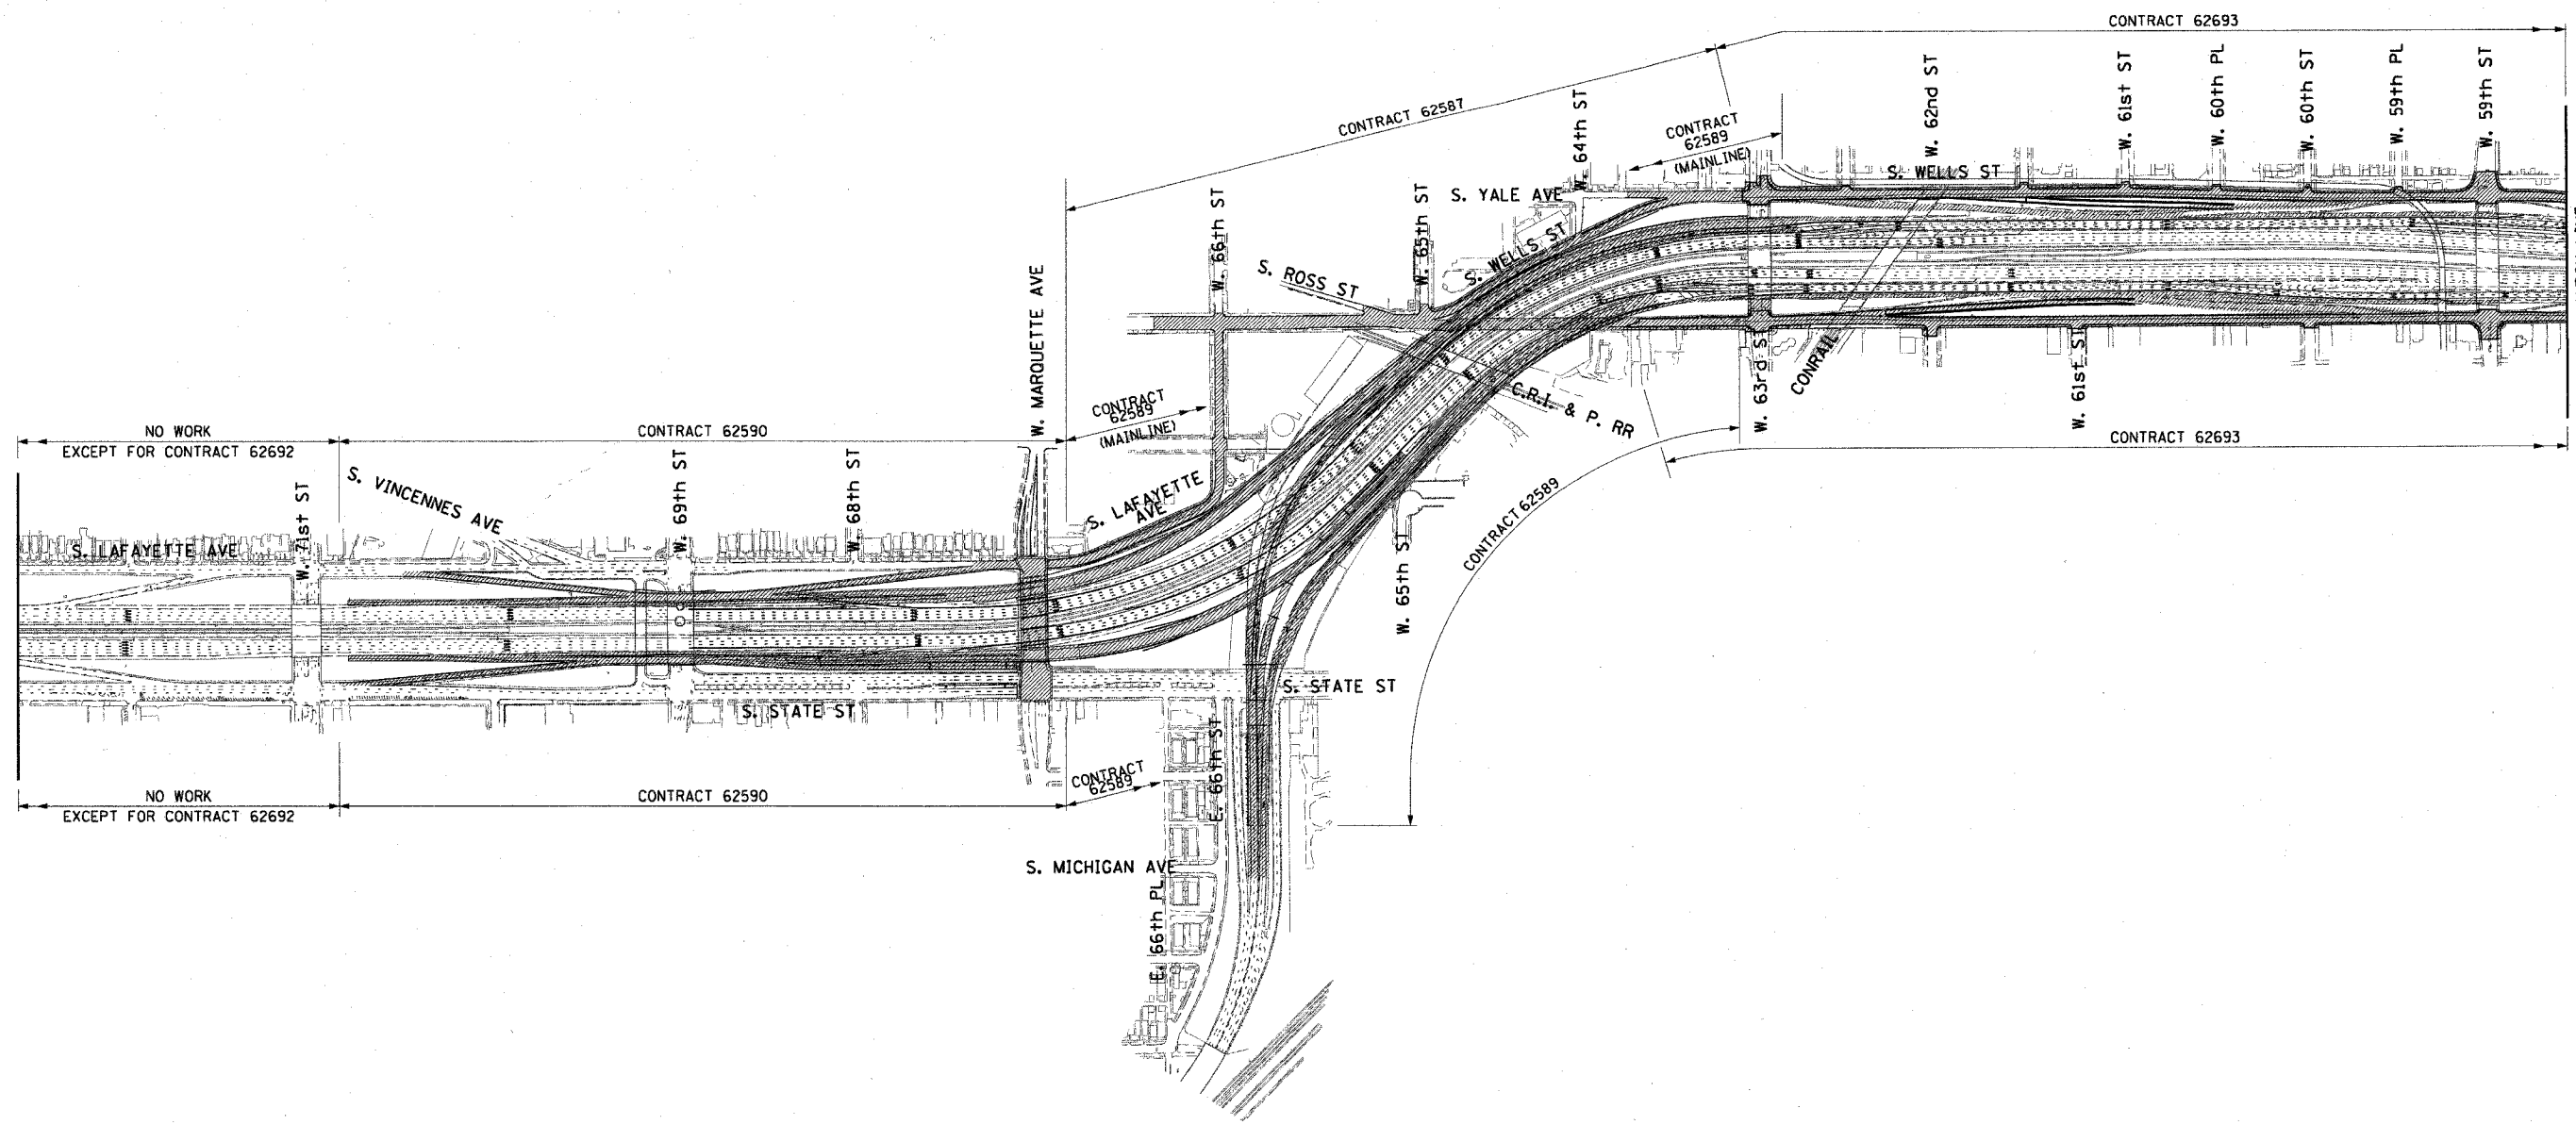 CONTRACT 62693
W. 62nd ST
W. 61st ST
W. 60th PL
W. 60th ST
W. 59th PL
W. 59th ST
CONTRACT 62587
W. 64th ST
CONTRACT
62589
(MAINLINE)
S. WELLS ST
S. YALE AVE
W. 66th ST
W. 65th ST
S. WELLS ST
S. ROSS ST
W. MARQUETTE AVE
C.R.I. & P. RR
W. 63rd ST
CONRAIL
W. 61st ST
CONTRACT 62693
CONTRACT
62589
(MAINLINE)
NO WORK
EXCEPT FOR CONTRACT 62692
CONTRACT 62590
S. VINCENNES AVE
W. 69th ST
W. 68th ST
S. LAFAYETTE
AVE
CONTRACT 62589
W. 71st ST
S. LAFAYETTE AVE
W. 65th ST
S. STATE ST
S. STATE ST
NO WORK
EXCEPT FOR CONTRACT 62692
CONTRACT 62590
CONTRACT
62589
E. 66th ST
S. MICHIGAN AVE
E. 66th PL